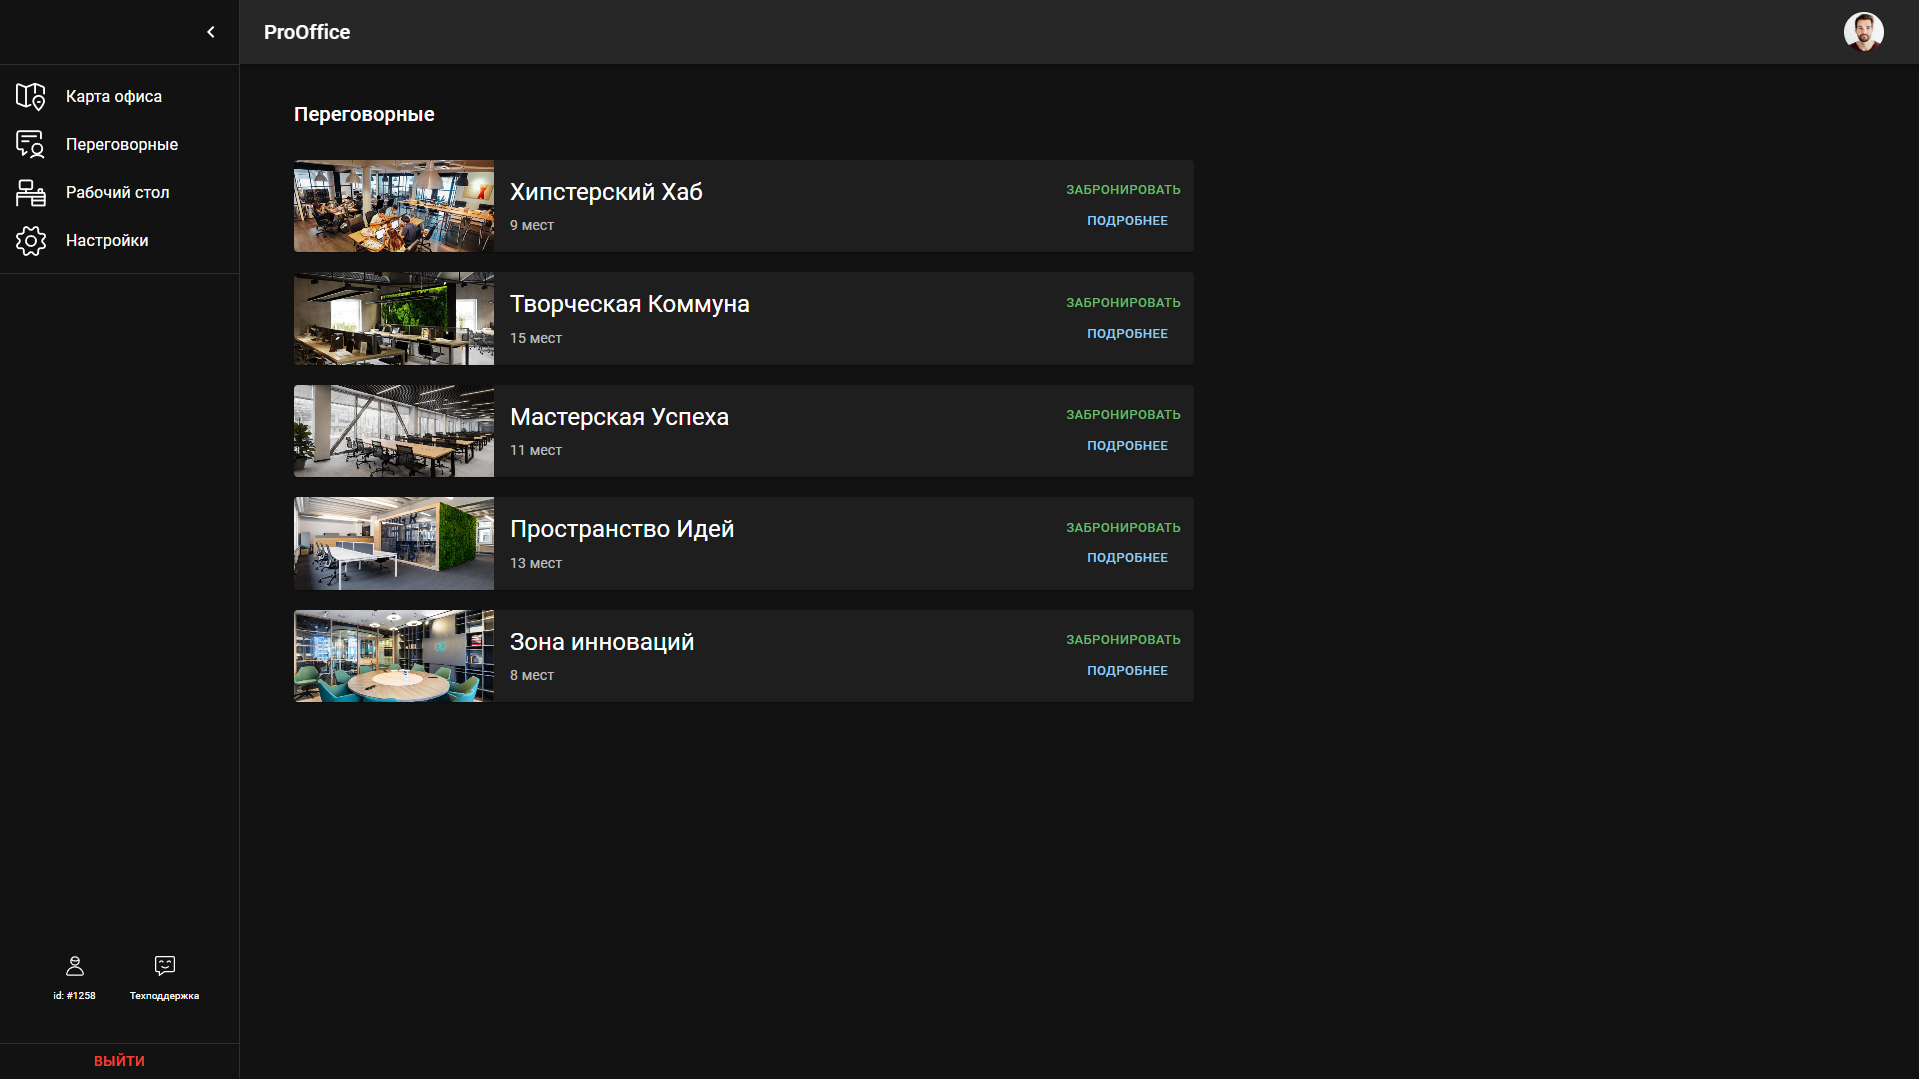 ProOffice
Карта офиса
Переговорные
Рабочий стол
Настройки
id: #1258
Техподдержка
ВЫЙТИ
Переговорные
Хипстерский Хаб
9 мест
ЗАБРОНИРОВАТЬ
ПОДРОБНЕЕ
Творческая Коммуна
15 мест
ЗАБРОНИРОВАТЬ
ПОДРОБНЕЕ
Мастерская Успеха
11 мест
ЗАБРОНИРОВАТЬ
ПОДРОБНЕЕ
Пространство Идей
13 мест
ЗАБРОНИРОВАТЬ
ПОДРОБНЕЕ
Зона инноваций
8 мест
ЗАБРОНИРОВАТЬ
ПОДРОБНЕЕ